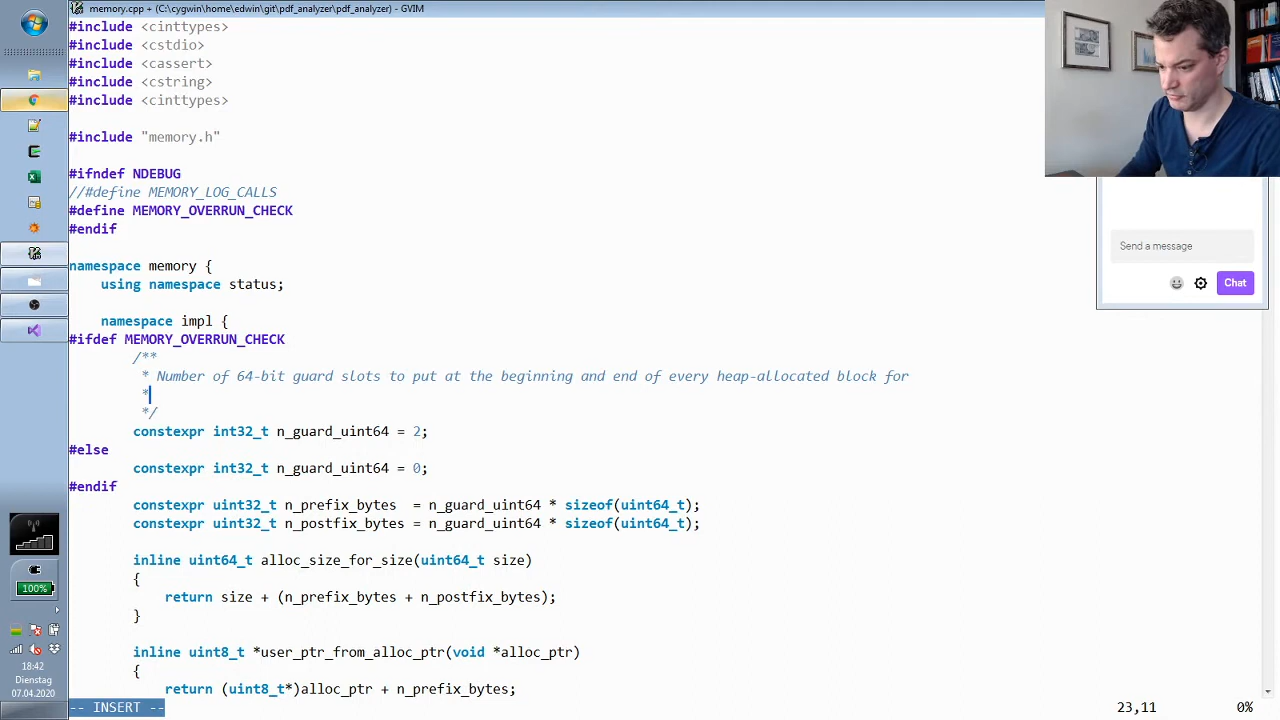 memory.cpp + (C:\cygwin\home\edwin\git\pdf_analyzer\pdf_analyzer) - GVIM
#include <cinttypes>
#include <cstdio>
#include <cassert>
#include <cstring>
#include <cinttypes>
#include "memory.h"
#ifndef NDEBUG
//#define MEMORY_LOG_CALLS
#define MEMORY_OVERRUN_CHECK
#endif
namespace memory {
using namespace status;
namespace impl {
#ifdef MEMORY_OVERRUN_CHECK
/**
* Number of 64-bit guard slots to put at the beginning and end of every heap-allocated block for
*
*/
constexpr int32_t n_guard_uint64 = 2;
#else
constexpr int32_t n_guard_uint64 = 0;
#endif
constexpr uint32_t n_prefix_bytes  = n_guard_uint64 * sizeof(uint64_t);
constexpr uint32_t n_postfix_bytes = n_guard_uint64 * sizeof(uint64_t);
inline uint64_t alloc_size_for_size(uint64_t size)
{
return size + (n_prefix_bytes + n_postfix_bytes);
}
inline uint8_t *user_ptr_from_alloc_ptr(void *alloc_ptr)
{
return (uint8_t*)alloc_ptr + n_prefix_bytes;
-- INSERT --
23,11
0%
Send a message
Chat
100%
18:42
Dienstag
07.04.2020